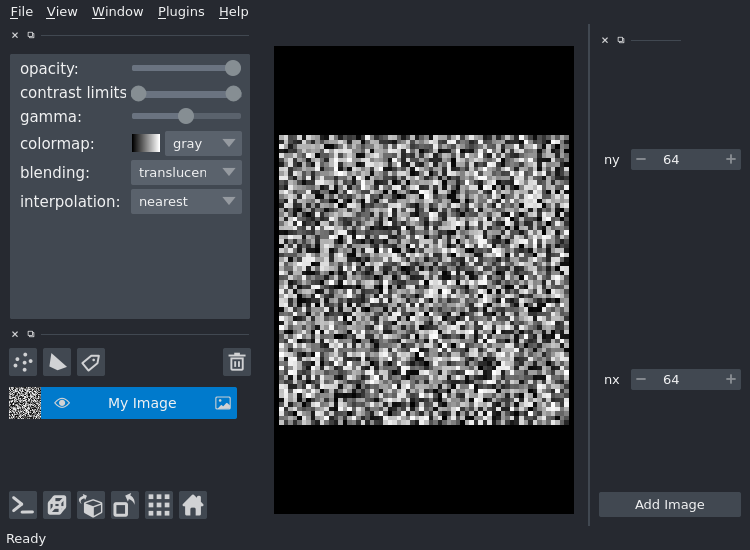 File View Window Plugins Help
opacity:
contrast limits
gamma:
colormap: gray
blending: translucen
interpolation: nearest
My Image
ny 64
nx 64
Add Image
Ready